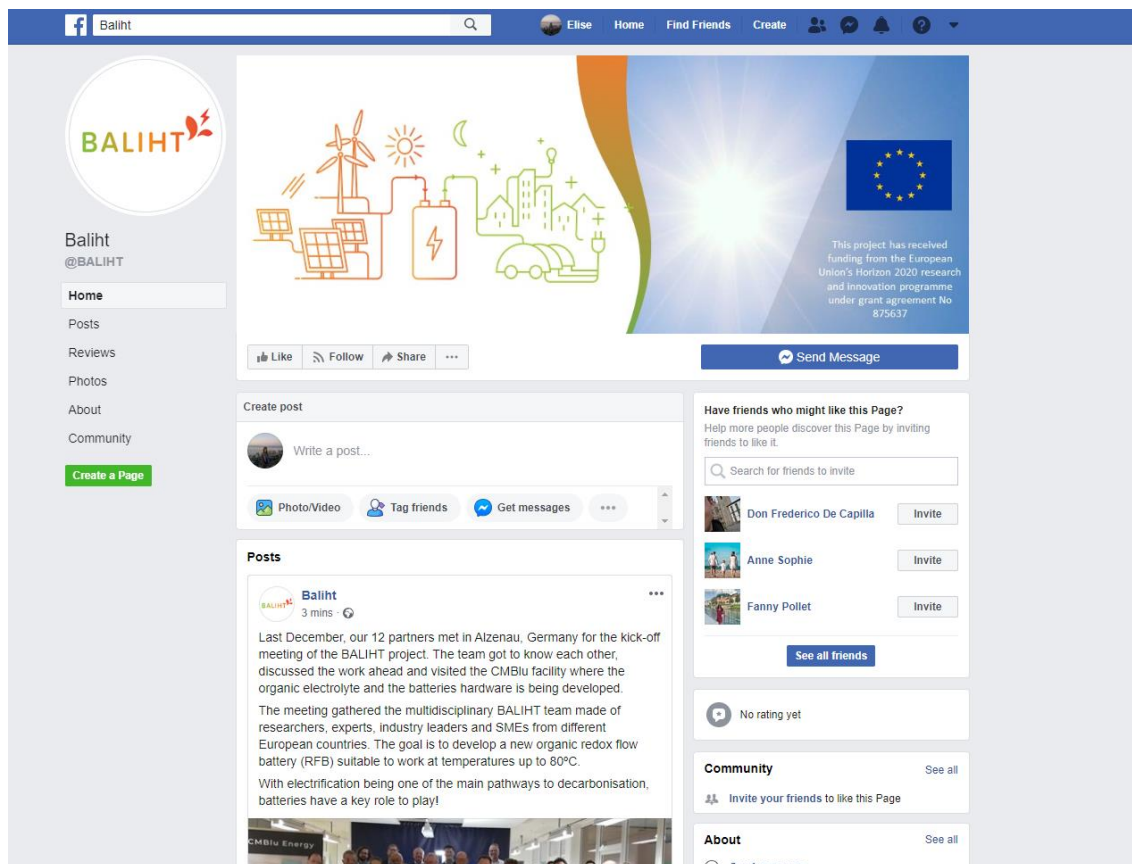 Baliht
Elise
Home
Find Friends
Create
BALIHT
Baliht
@BALIHT
Home
Posts
Reviews
Photos
About
Community
Create a Page
This project has received
funding from the European
Union's Horizon 2020 research
and innovation programme
under grant agreement No
875637
Like
Follow
Share
Send Message
Create post
Write a post...
Photo/Video
Tag friends
Get messages
Posts
BALIHT
Baliht
3 mins ·
Last December, our 12 partners met in Alzenau, Germany for the kick-off
meeting of the BALIHT project. The team got to know each other,
discussed the work ahead and visited the CMBlu facility where the
organic electrolyte and the batteries hardware is being developed.
The meeting gathered the multidisciplinary BALIHT team made of
researchers, experts, industry leaders and SMEs from different
European countries. The goal is to develop a new organic redox flow
battery (RFB) suitable to work at temperatures up to 80ºC.
With electrification being one of the main pathways to decarbonisation,
batteries have a key role to play!
CMBlu Energy
Have friends who might like this Page?
Help more people discover this Page by inviting
friends to like it.
Search for friends to invite
Don Frederico De Capilla
Invite
Anne Sophie
Invite
Fanny Pollet
Invite
See all friends
No rating yet
Community
See all
Invite your friends to like this Page
About
See all